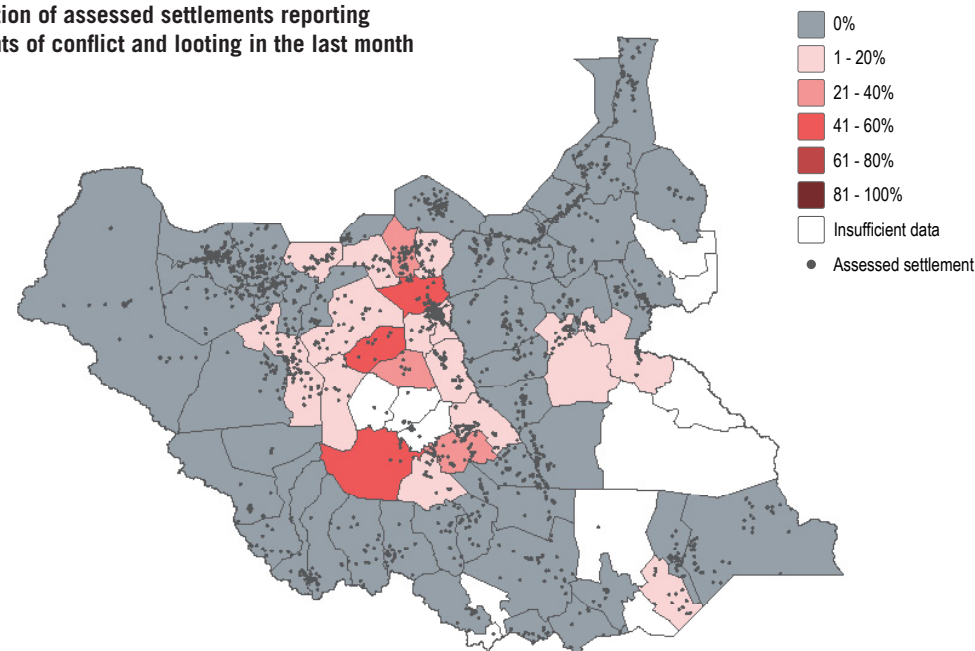 tion of assessed settlements reporting
ts of conflict and looting in the last month
0%
1 - 20%
21 - 40%
41 - 60%
61 - 80%
81 - 100%
Insufficient data
Assessed settlement